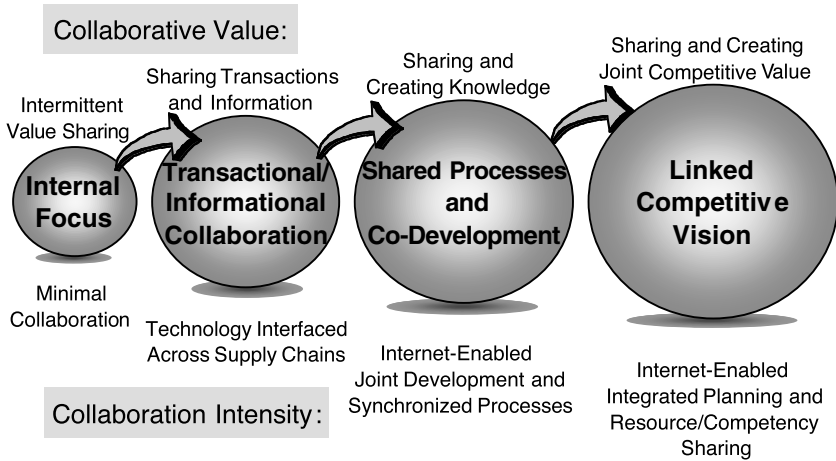 Collaborative Value:
Intermittent
Value Sharing
Sharing Transactions
and Information
Sharing and
Creating Knowledge
Sharing and Creating
Joint Competitive Value
Internal
Focus
Transactional/
Informational
Collaboration
Shared Processes
and
Co-Development
Linked
Competitive
Vision
Minimal
Collaboration
Technology Interfaced
Across Supply Chains
Internet-Enabled
Joint Development and
Synchronized Processes
Internet-Enabled
Integrated Planning and
Resource/Competency
Sharing
Collaboration Intensity: